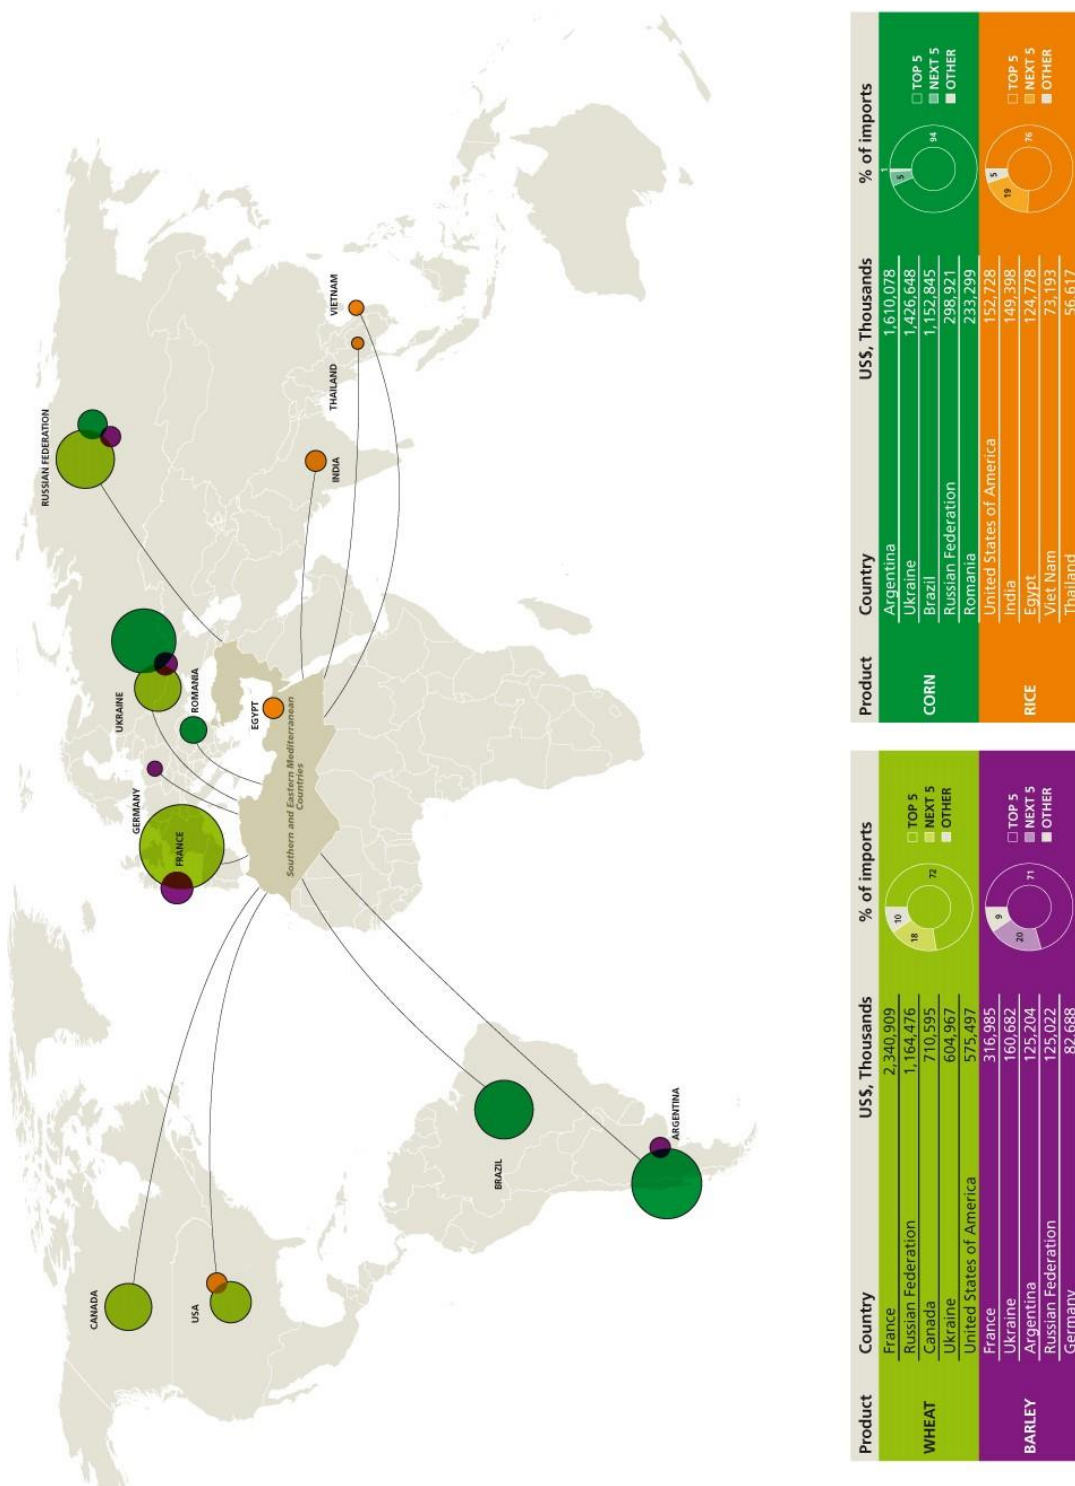 CANADA
USA
BRAZIL
ARGENTINA
GERMANY
FRANCE
UKRAINE
ROMANIA
EGYPT
RUSSIAN FEDERATION
INDIA
THAILAND
VIETNAM
Southern and Eastern Mediterranean
Countries
Product Country US$, Thousands % of imports
WHEAT
France 2,340,909
Russian Federation 1,164,476
Canada 710,595
Ukraine 604,967
United States of America 575,497
10
18
72
TOP 5
NEXT 5
OTHER
BARLEY
France 316,985
Ukraine 160,682
Argentina 125,204
Russian Federation 125,022
Germany 82,688
9
20
71
TOP 5
NEXT 5
OTHER
Product Country US$, Thousands % of imports
CORN
Argentina 1,610,078
Ukraine 1,426,648
Brazil 1,152,845
Russian Federation 298,921
Romania 233,299
1
5
94
TOP 5
NEXT 5
OTHER
RICE
United States of America 152,728
India 149,398
Egypt 124,778
Viet Nam 73,193
Thailand 56,617
5
19
76
TOP 5
NEXT 5
OTHER